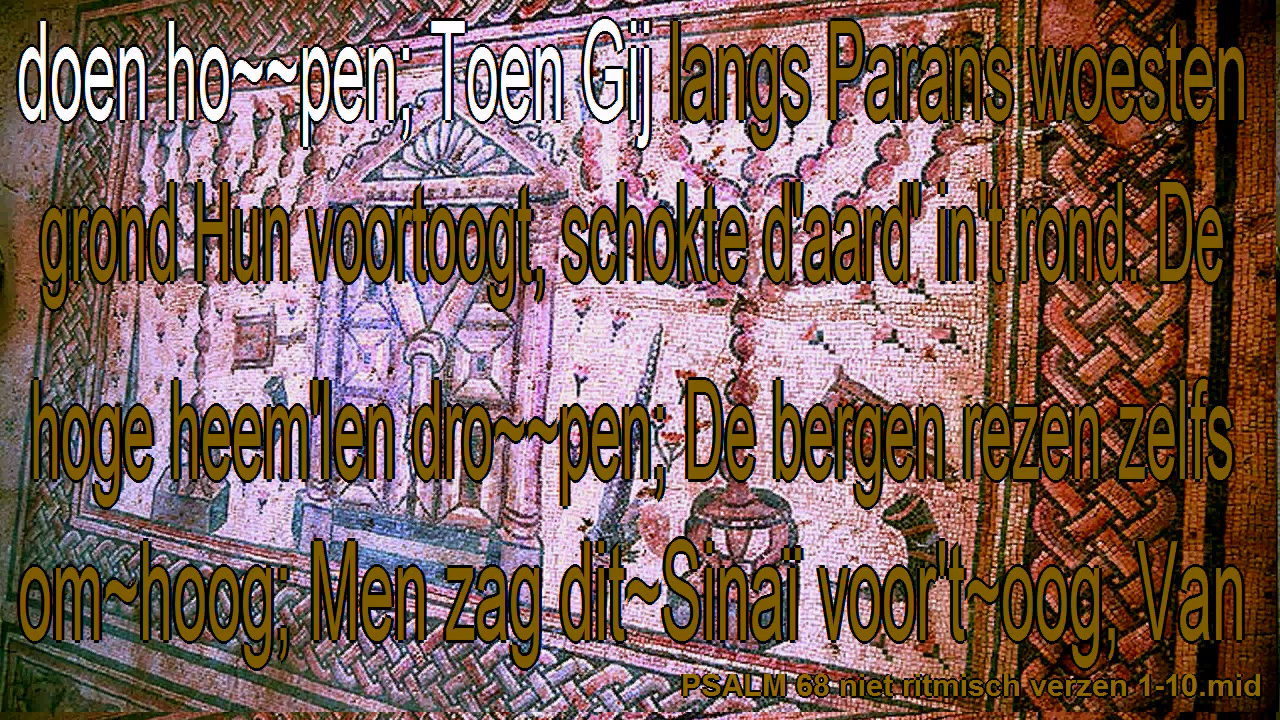 doen ho~~pen; Toen Gij langs Parans woesten
grond Hun voortoogt, schokte d'aard' in't rond. De
hoge heem'len dro~~pen; De bergen rezen zelfs
om~hoog; Men zag dit~Sinaï voor't~oog, Van
PSALM 68 niet ritmisch verzen 1-10.mid